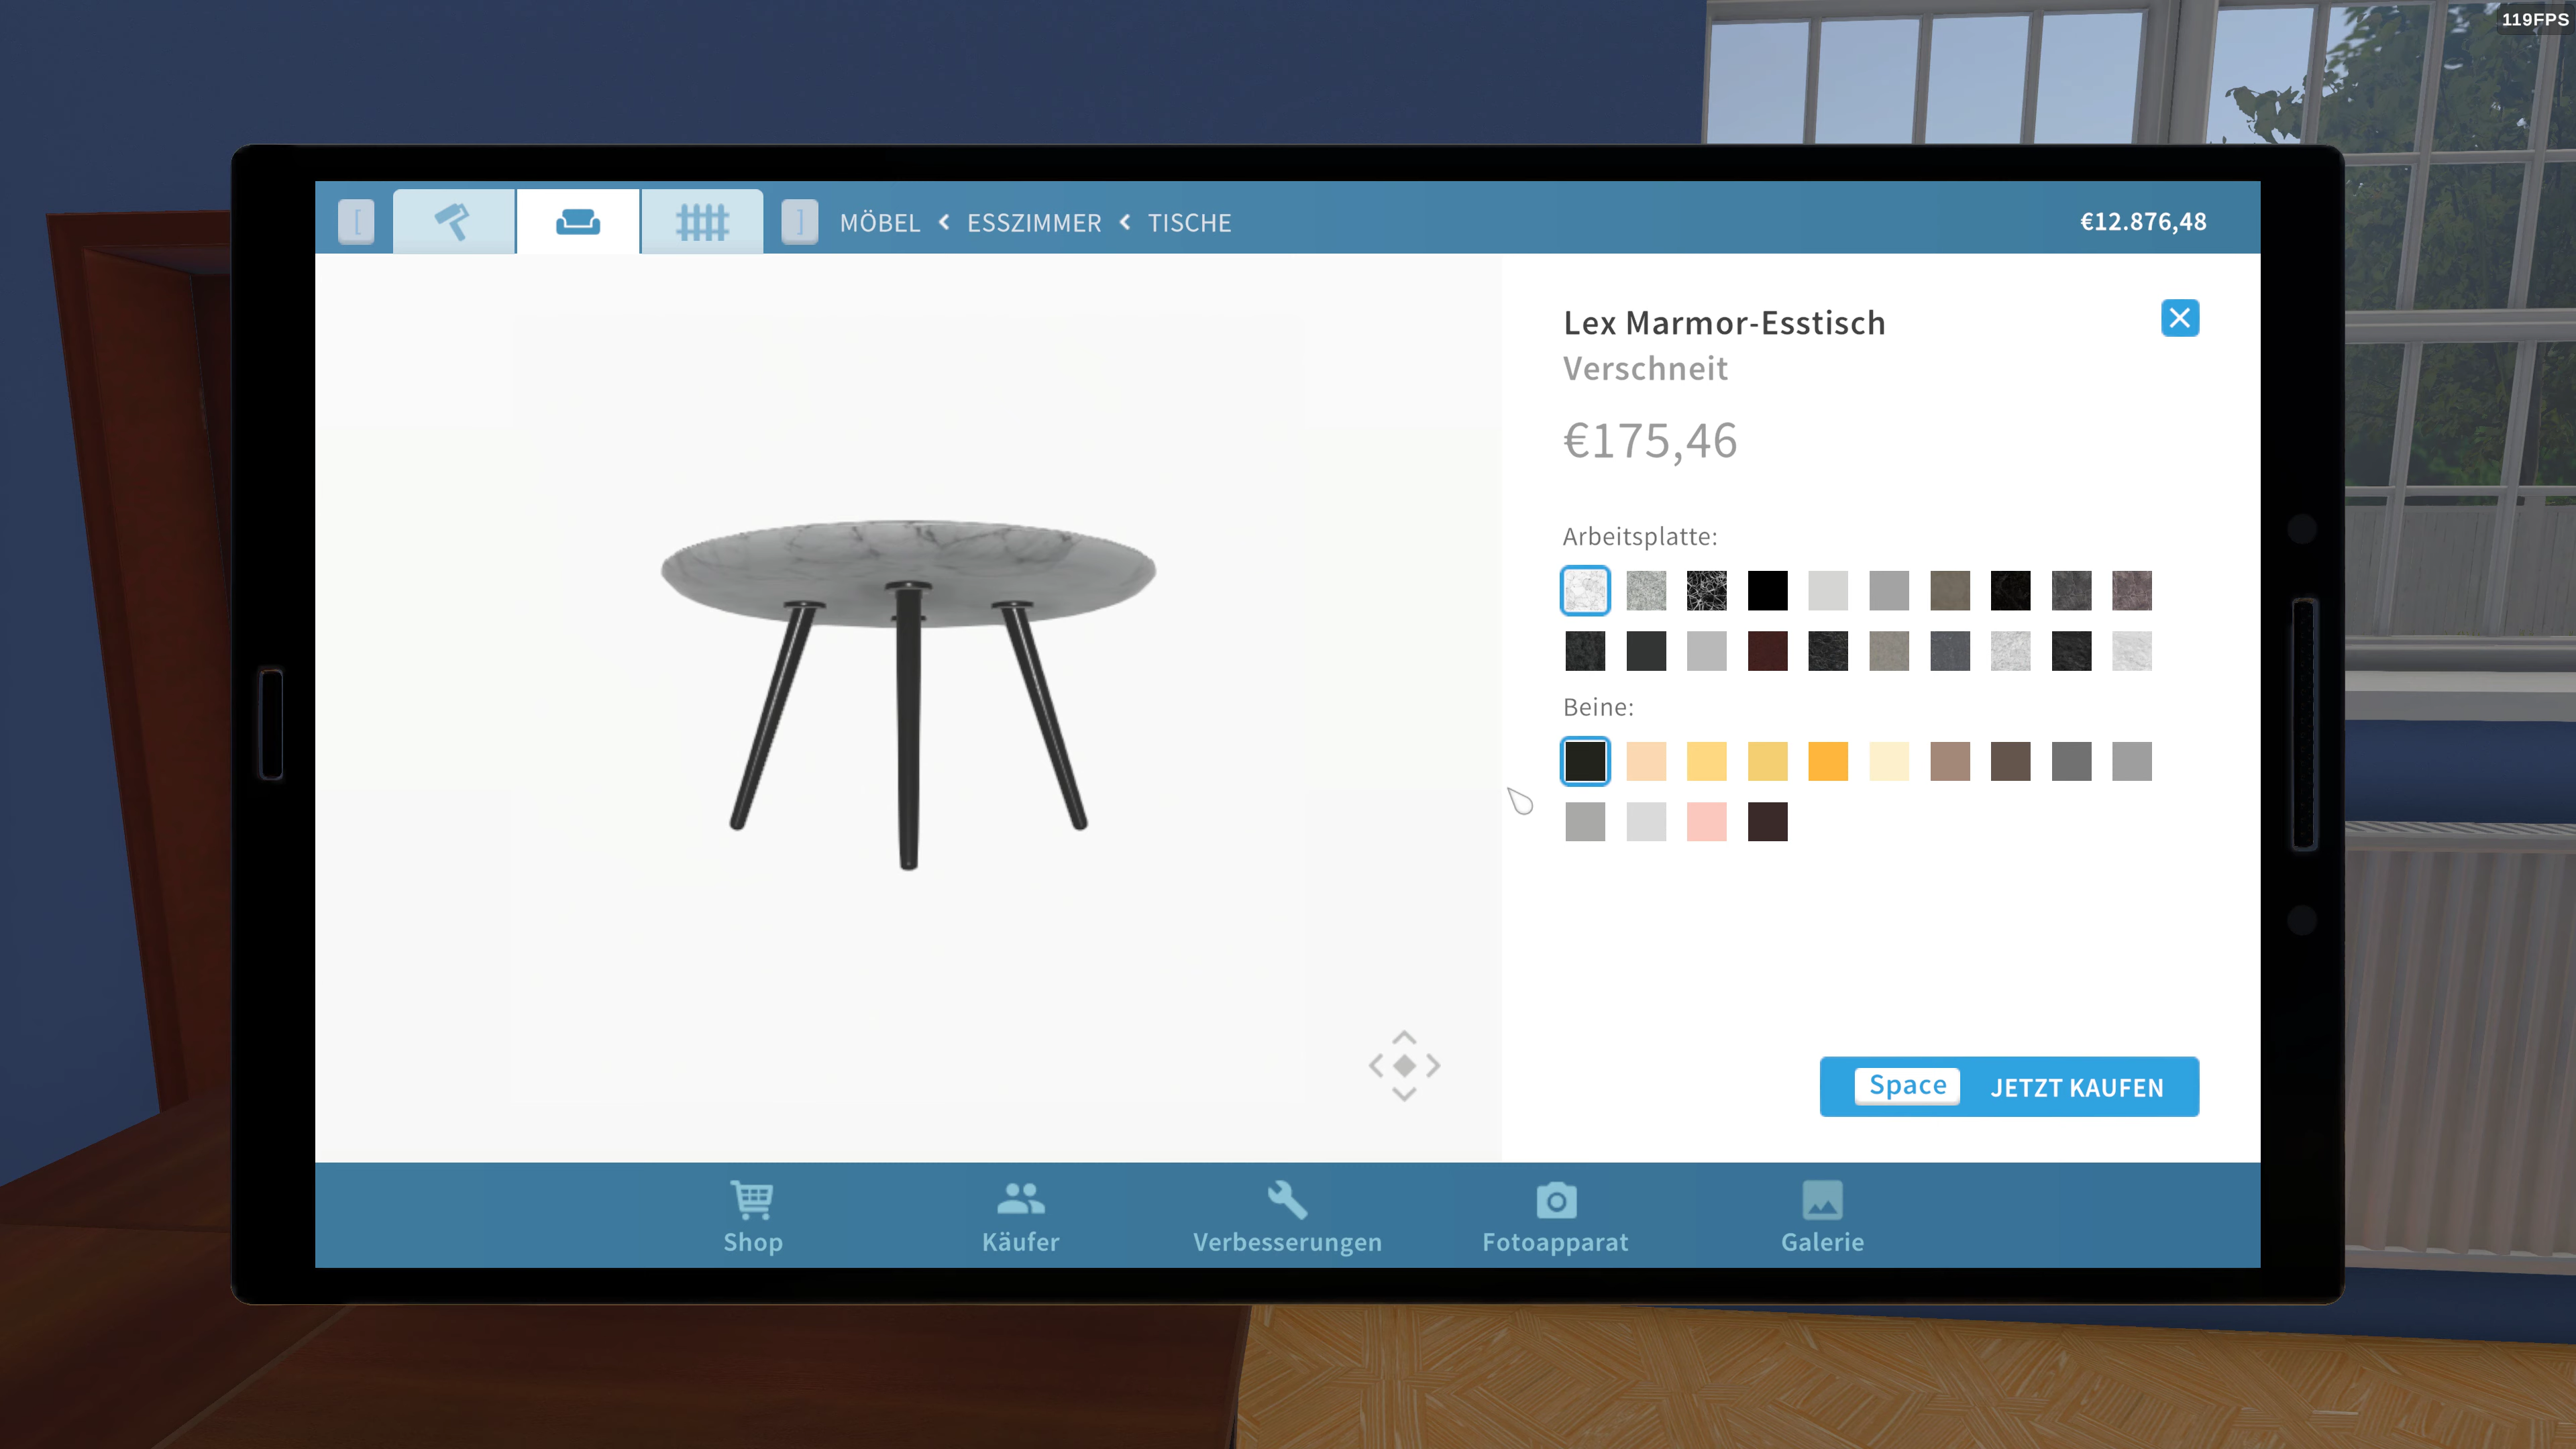 119FPS
[
]
MÖBEL < ESSZIMMER < TISCHE
€12.876,48
Lex Marmor-Esstisch
Verschneit
€175,46
Arbeitsplatte:
Beine:
Space JETZT KAUFEN
Shop Käufer Verbesserungen Fotoapparat Galerie